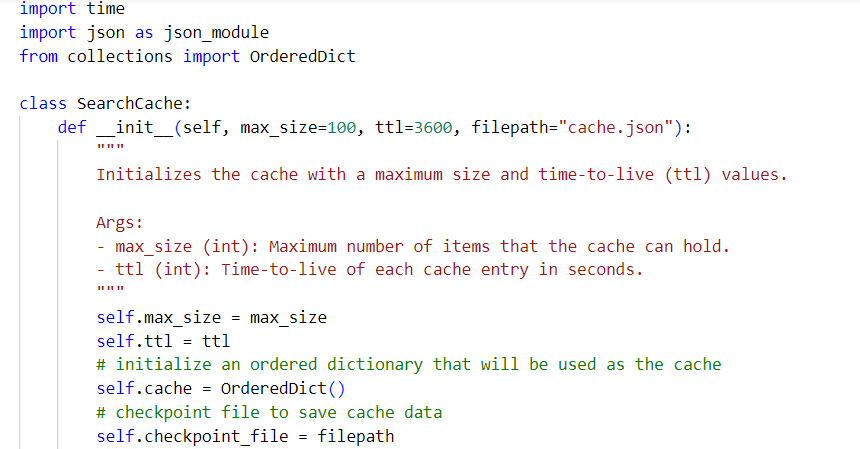 import time
import json as json_module
from collections import OrderedDict

class SearchCache:
    def __init__(self, max_size=100, ttl=3600, filepath="cache.json"):
        """
        Initializes the cache with a maximum size and time-to-live (ttl) values.

        Args:
        - max_size (int): Maximum number of items that the cache can hold.
        - ttl (int): Time-to-live of each cache entry in seconds.
        """
        self.max_size = max_size
        self.ttl = ttl
        # initialize an ordered dictionary that will be used as the cache
        self.cache = OrderedDict()
        # checkpoint file to save cache data
        self.checkpoint_file = filepath